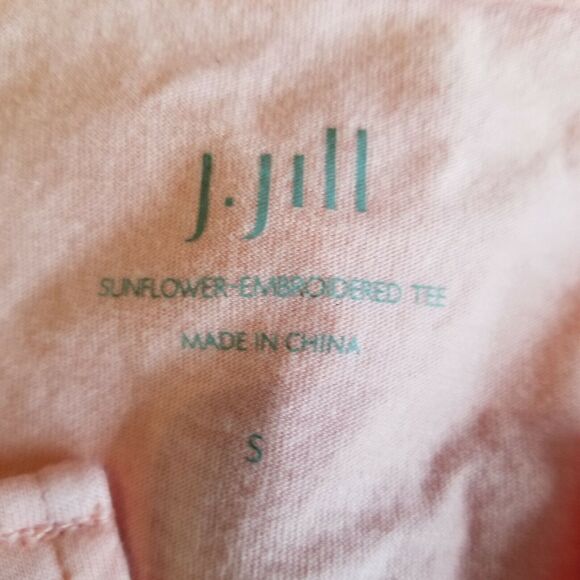 J.Jill
SUNFLOWER-EMBROIDERED TEE
MADE IN CHINA
S